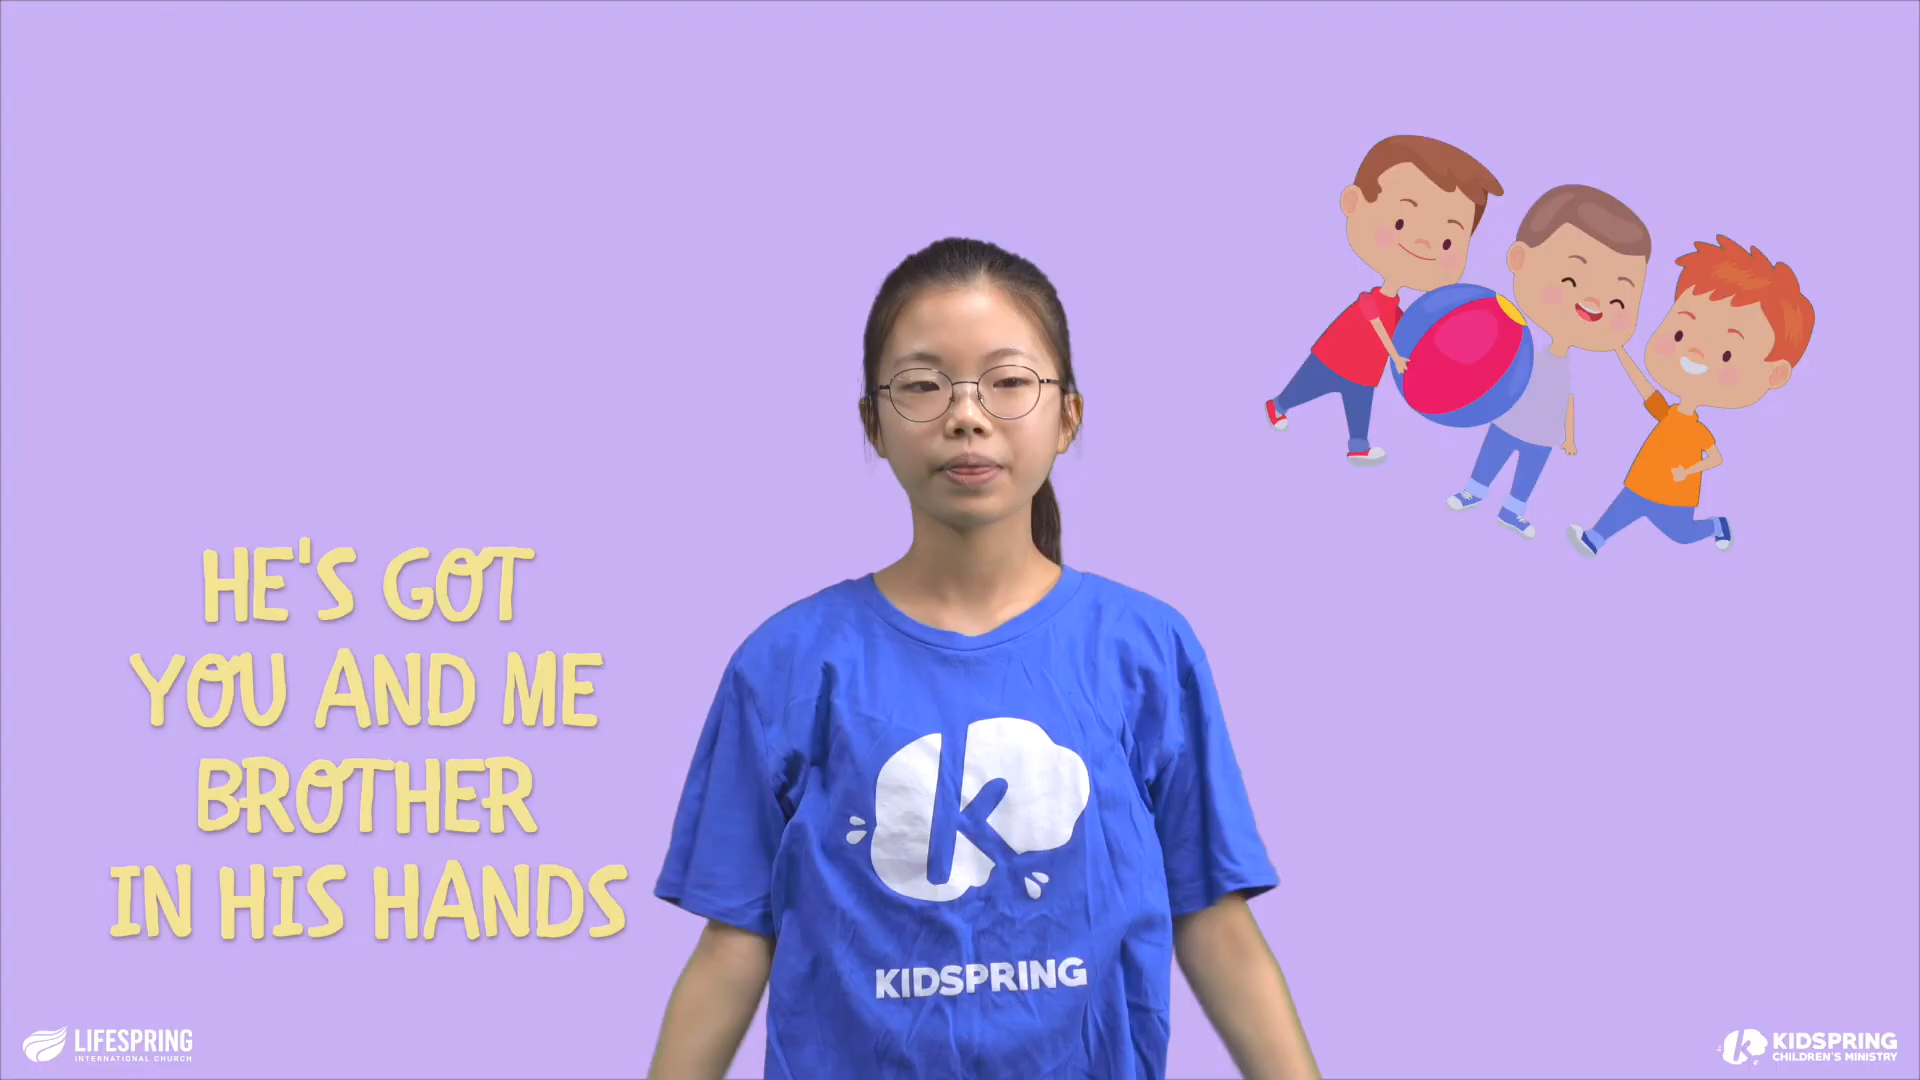 HE'S GOT
YOU AND ME
BROTHER
IN HIS HANDS
K
KIDSPRING
LIFESPRING
INTERNATIONAL CHURCH
K
KIDSPRING
CHILDREN'S MINISTRY